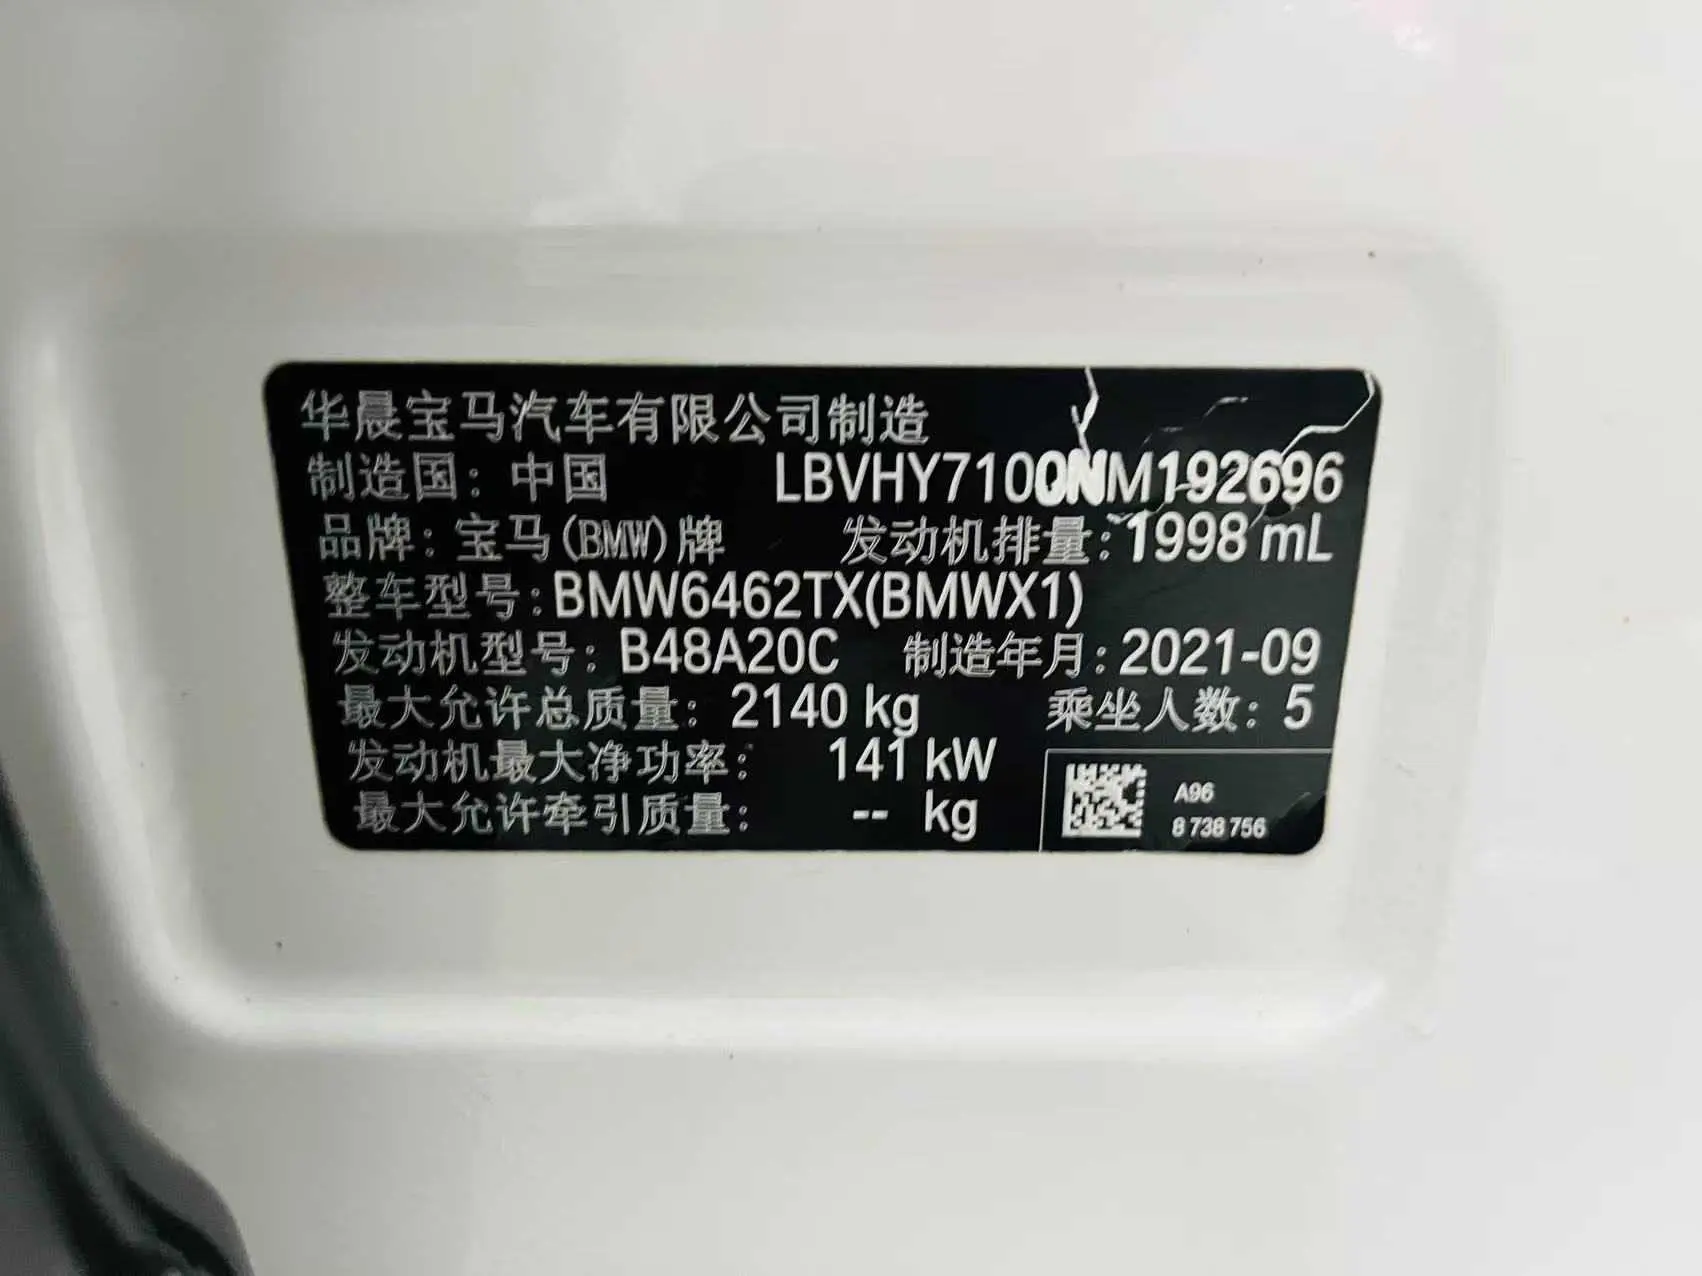 华晨宝马汽车有限公司制造
制造国：中国 LBVHY7100NM192696
品牌：宝马(BMW)牌 发动机排量：1998 mL
整车型号：BMW6462TX(BMWX1)
发动机型号：B48A20C 制造年月：2021-09
最大允许总质量：2140 kg 乘坐人数：5
发动机最大净功率：141 kW
最大允许牵引质量：-- kg
A96
8 738 756